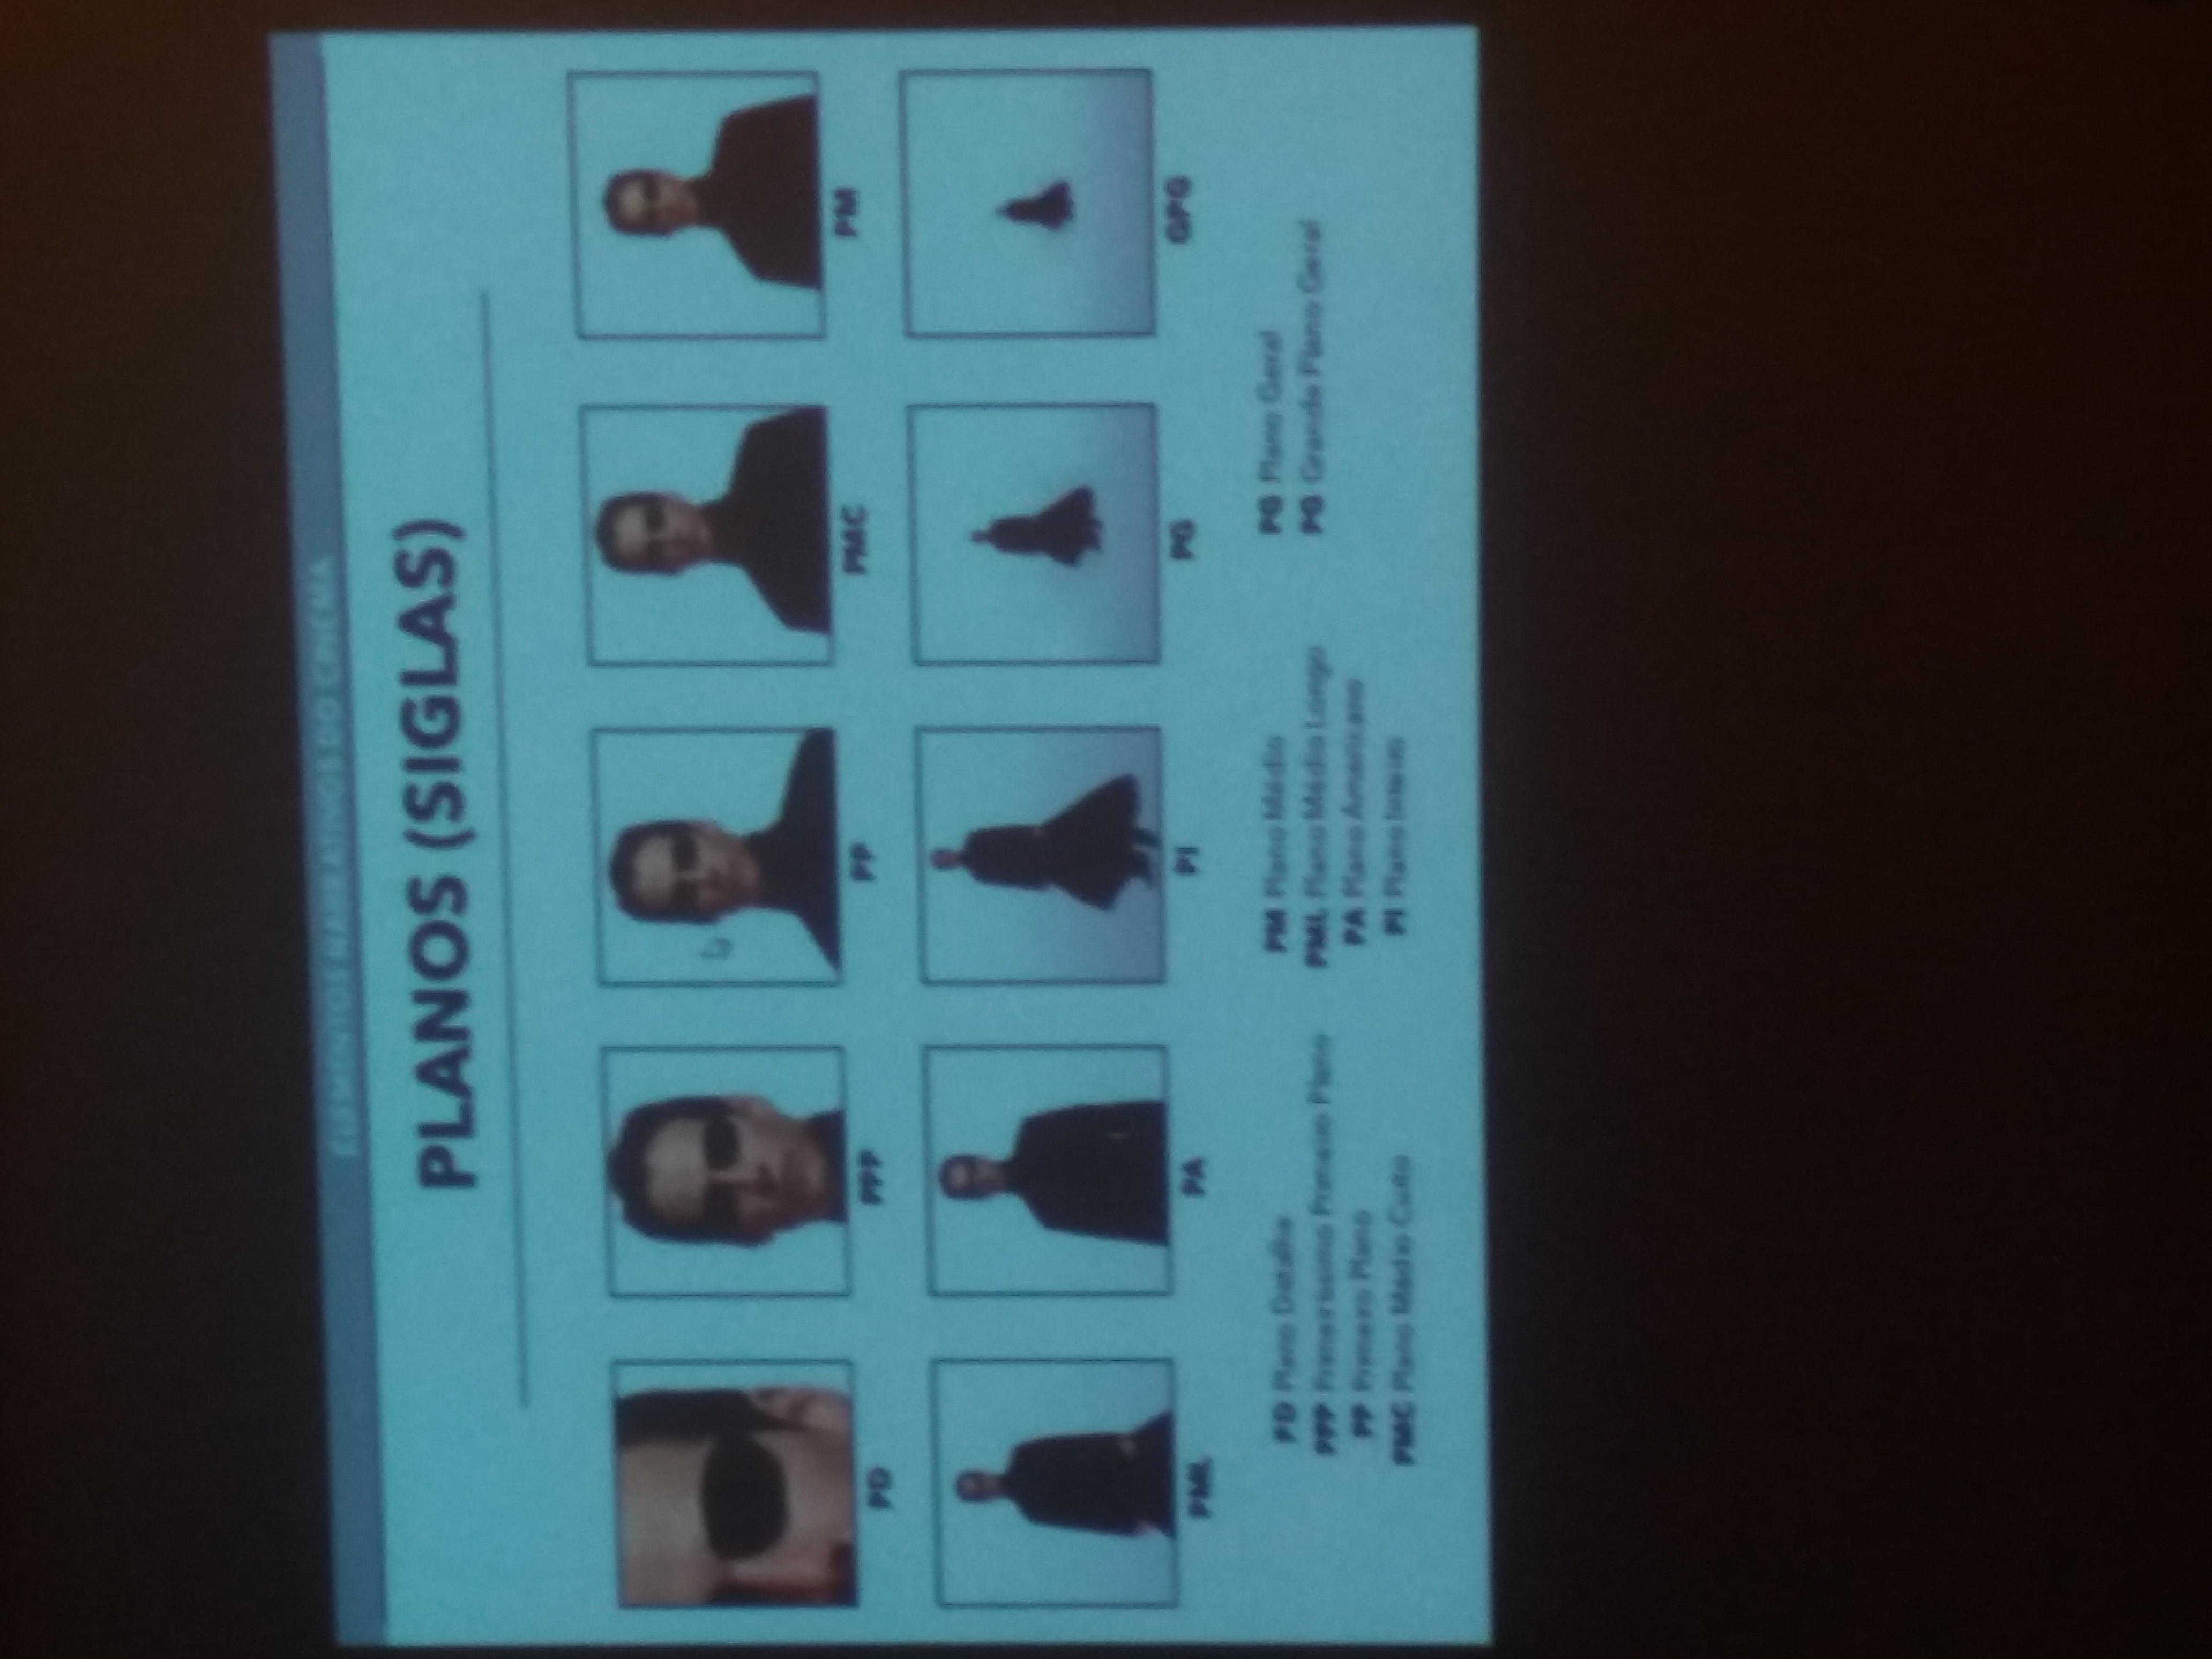 ELEMENTOS NARRATIVOS DO CINEMA
PLANOS (SIGLAS)
PD PPP PP PMC PM
PML PA PI PG GPG
PD Plano Detalhe
PPP Primeiríssimo Primeiro Plano
PP Primeiro Plano
PMC Plano Médio Curto
PM Plano Médio
PML Plano Médio Longo
PA Plano Americano
PI Plano Inteiro
PG Plano Geral
PG Grande Plano Geral